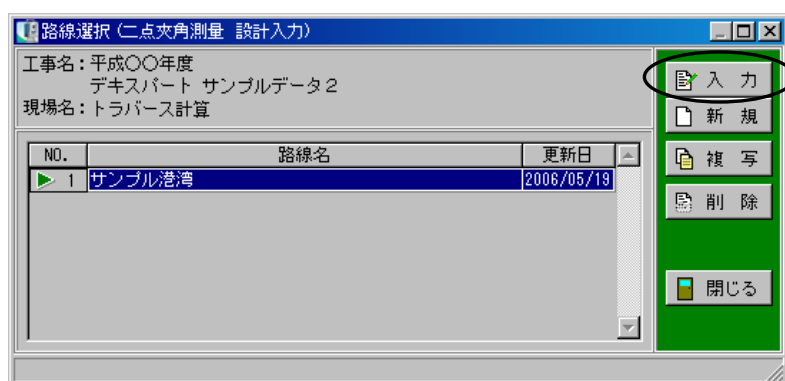 路線選択（二点夾角測量 設計入力）
工事名：平成〇〇年度
デキスパート サンプルデータ２
現場名：トラバース計算
入 力
新 規
複 写
削 除
閉じる
NO. 路線名 更新日
1 サンプル港湾 2006/05/19